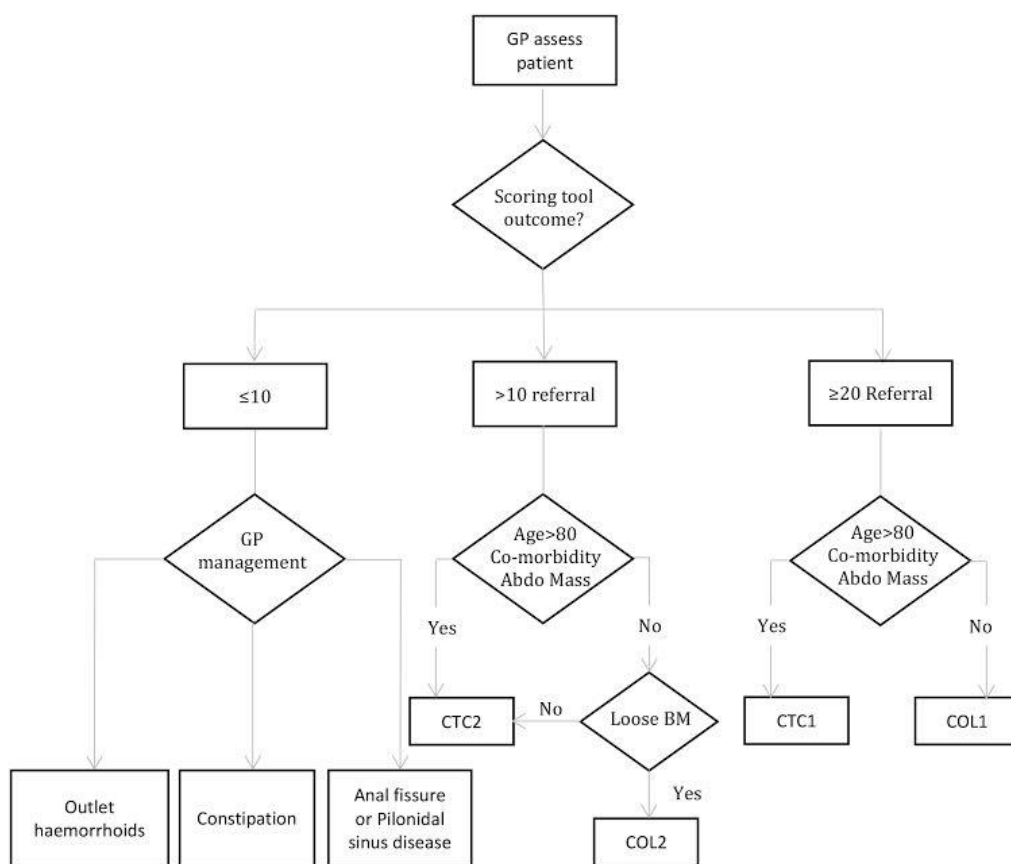 GP assess
patient
Scoring tool
outcome?
≤10
>10 referral
≥20 Referral
GP
management
Age>80
Co-morbidity
Abdo Mass
Age>80
Co-morbidity
Abdo Mass
Yes
No
Yes
No
CTC2
No
Loose BM
CTC1
COL1
Outlet
haemorrhoids
Constipation
Anal fissure
or Pilonidal
sinus disease
Yes
COL2